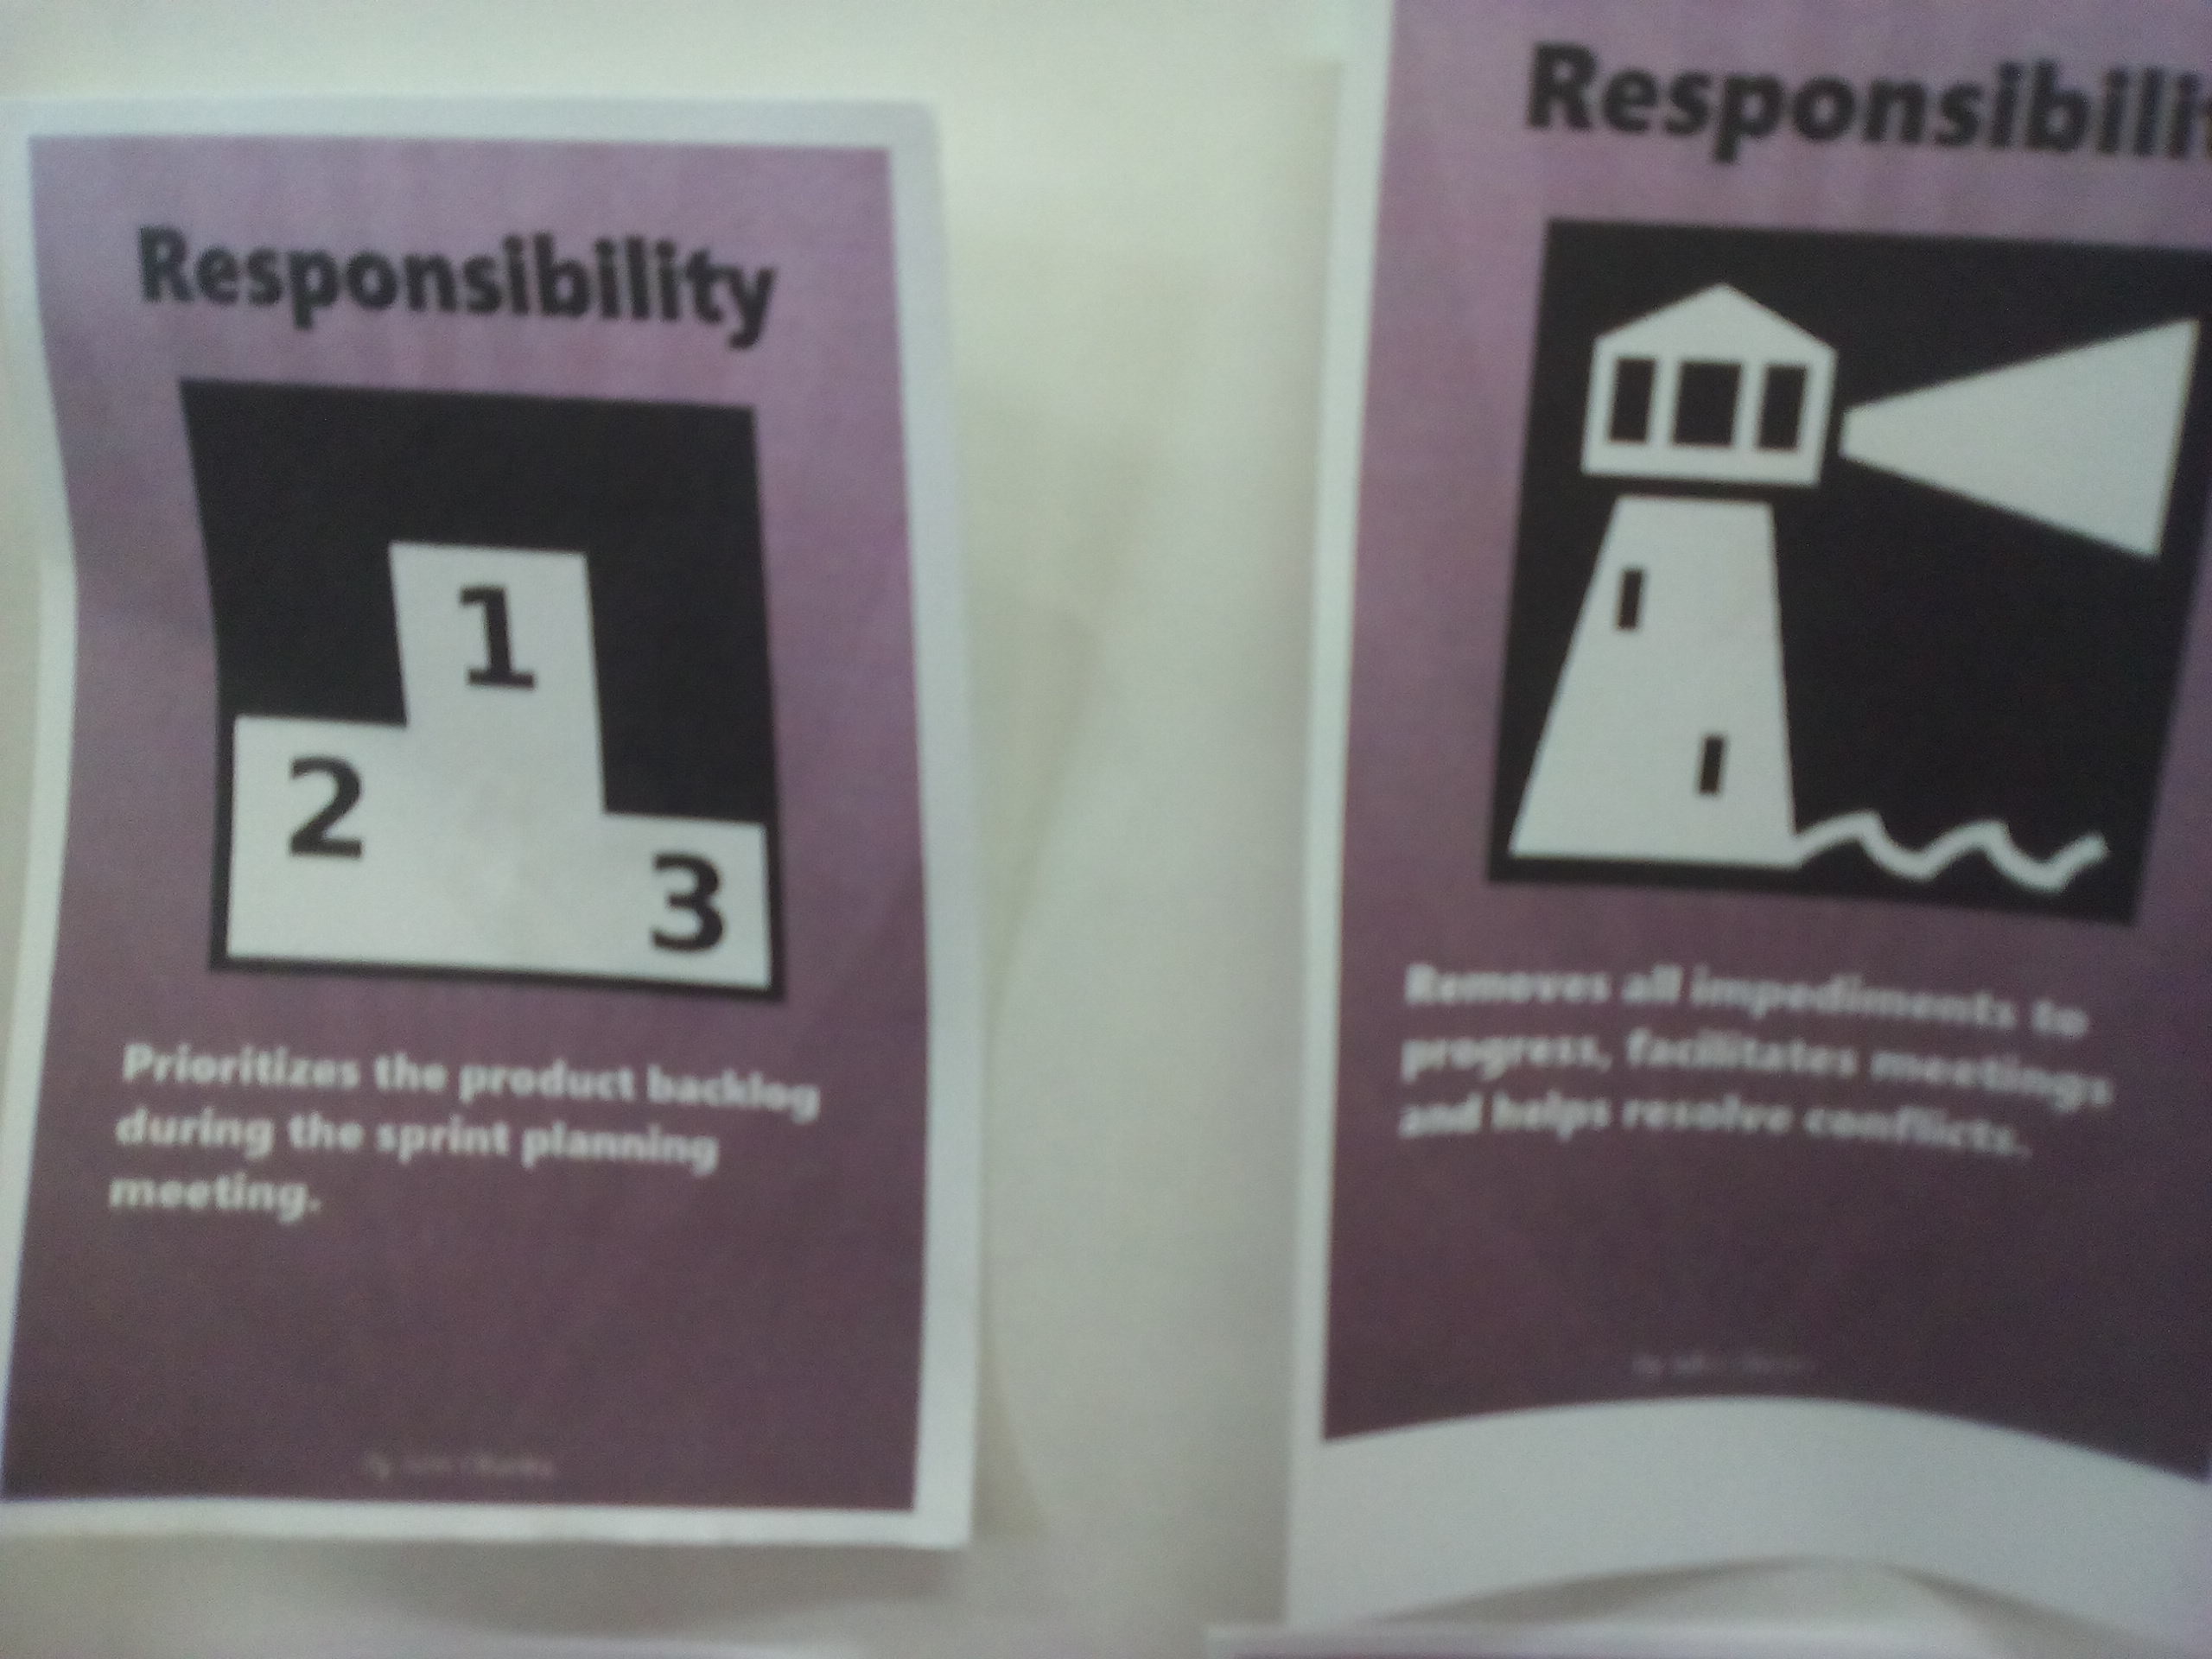 Responsibility
1
2
3
Prioritizes the product backlog
during the sprint planning
meeting.
Responsibilit
Removes all impediments to
progress, facilitates meetings
and helps resolve conflicts.